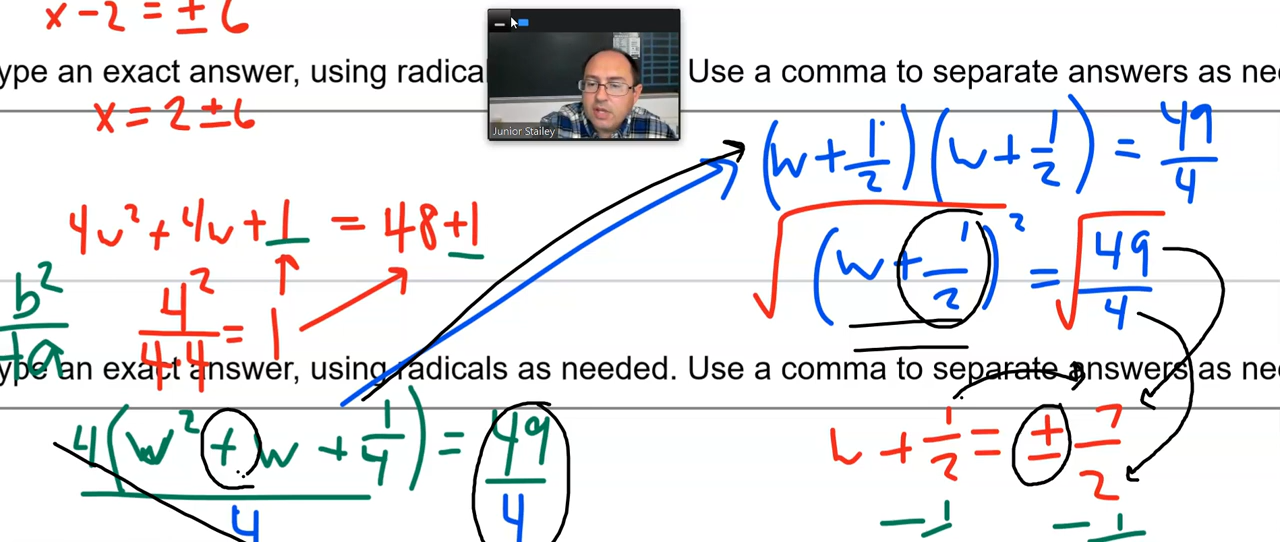 x - 2 = ± 6
ype an exact answer, using radica
Use a comma to separate answers as nee
x = 2 ± 6
Junior Stailey
(w + 1/2)(w + 1/2) = 49/4
4w² + 4w + 1 = 48 + 1
√(w + 1/2)² = √49/4
b²/4a
4²/4·4 = 1
ype an exact answer, using radicals as needed. Use a comma to separate answers as nee
4(w² + w + 1/4)/4 = 49/4
w + 1/2 = ± 7/2
- 1
- 1